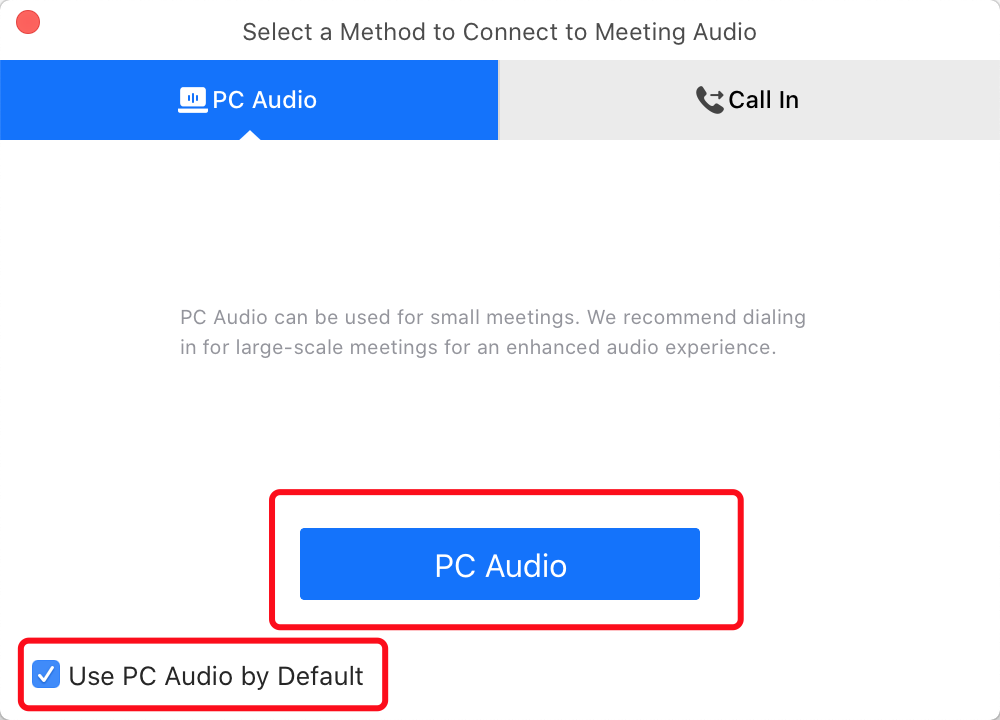 Select a Method to Connect to Meeting Audio
PC Audio
Call In
PC Audio can be used for small meetings. We recommend dialing
in for large-scale meetings for an enhanced audio experience.
PC Audio
Use PC Audio by Default